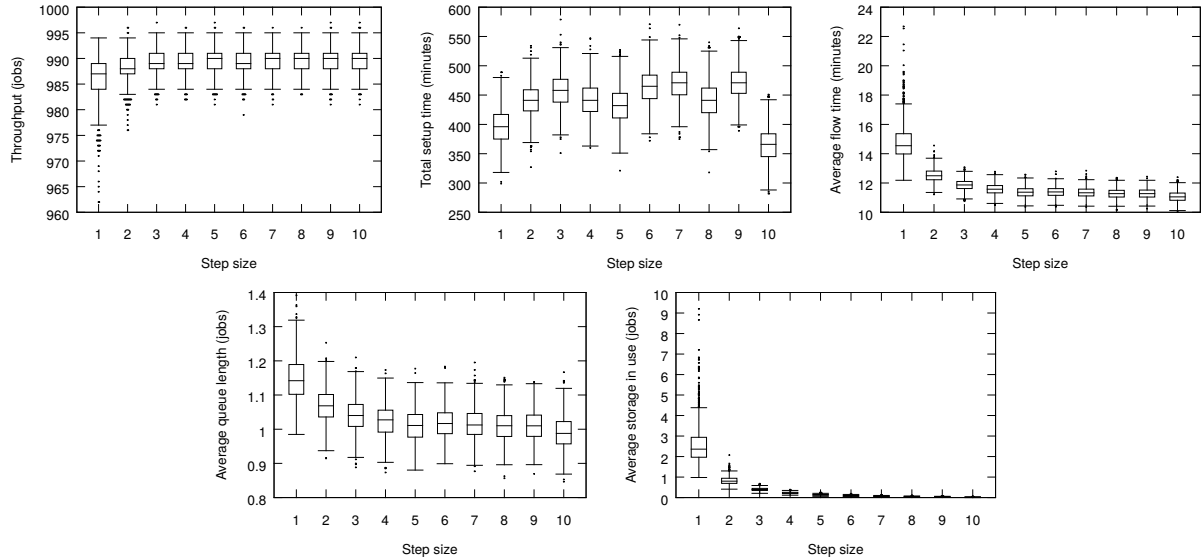 Throughput (jobs)
1000
995
990
985
980
975
970
965
960
1 2 3 4 5 6 7 8 9 10
Step size
Total setup time (minutes)
600
550
500
450
400
350
300
250
1 2 3 4 5 6 7 8 9 10
Step size
Average flow time (minutes)
24
22
20
18
16
14
12
10
1 2 3 4 5 6 7 8 9 10
Step size
Average queue length (jobs)
1.4
1.3
1.2
1.1
1
0.9
0.8
1 2 3 4 5 6 7 8 9 10
Step size
Average storage in use (jobs)
10
9
8
7
6
5
4
3
2
1
0
1 2 3 4 5 6 7 8 9 10
Step size